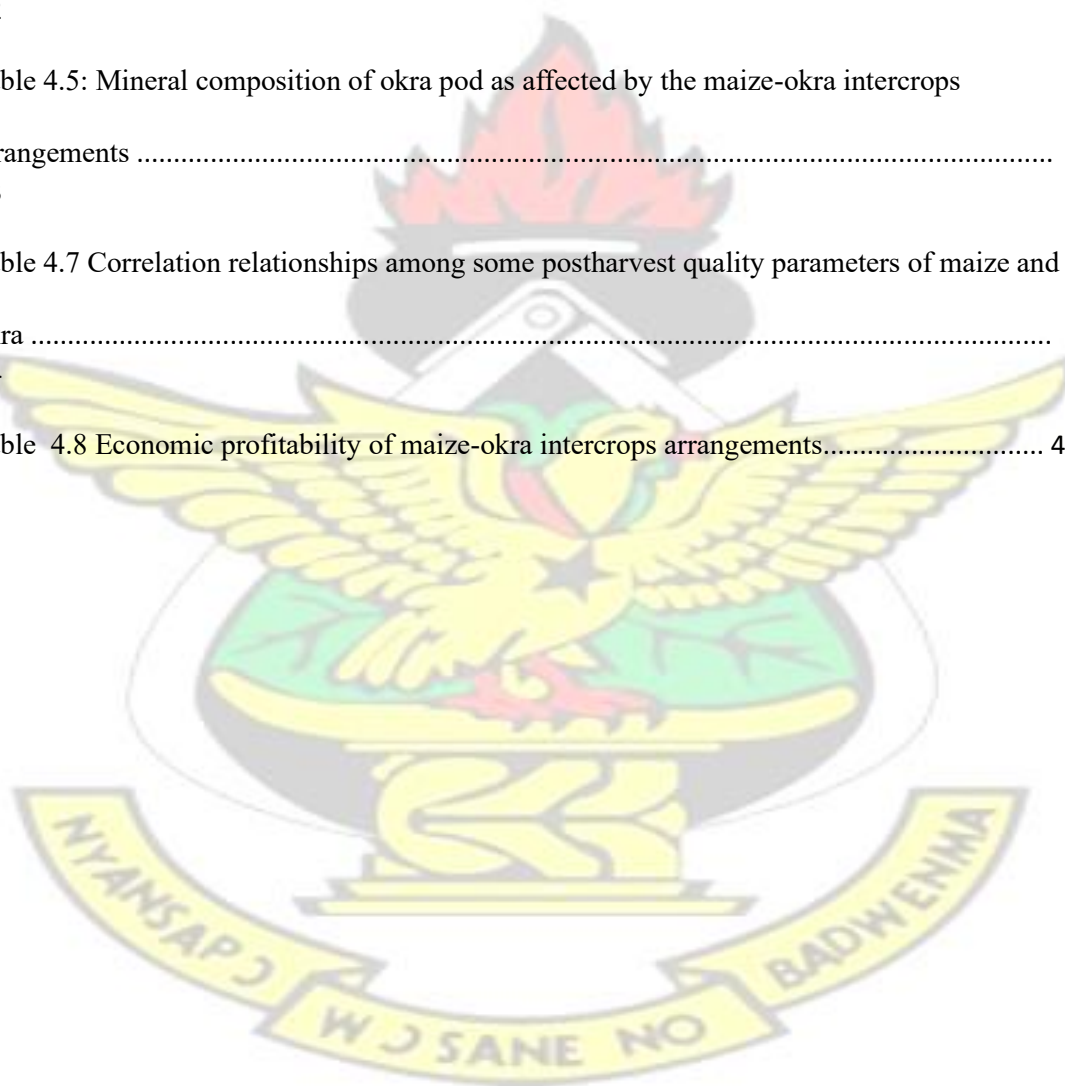 ble 4.5: Mineral composition of okra pod as affected by the maize-okra intercrops
rangements ........................................................................................................................
ble 4.7 Correlation relationships among some postharvest quality parameters of maize and
ra ........................................................................................................................................
ble  4.8 Economic profitability of maize-okra intercrops arrangements.............................. 4
NYANSAPƆ
WƆ SANE NO
BADWENMA